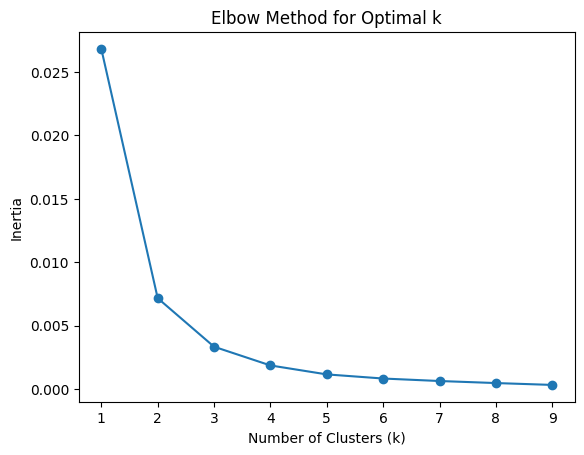 Elbow Method for Optimal k
0.025
0.020
0.015
0.010
0.005
0.000
Inertia
1 2 3 4 5 6 7 8 9
Number of Clusters (k)